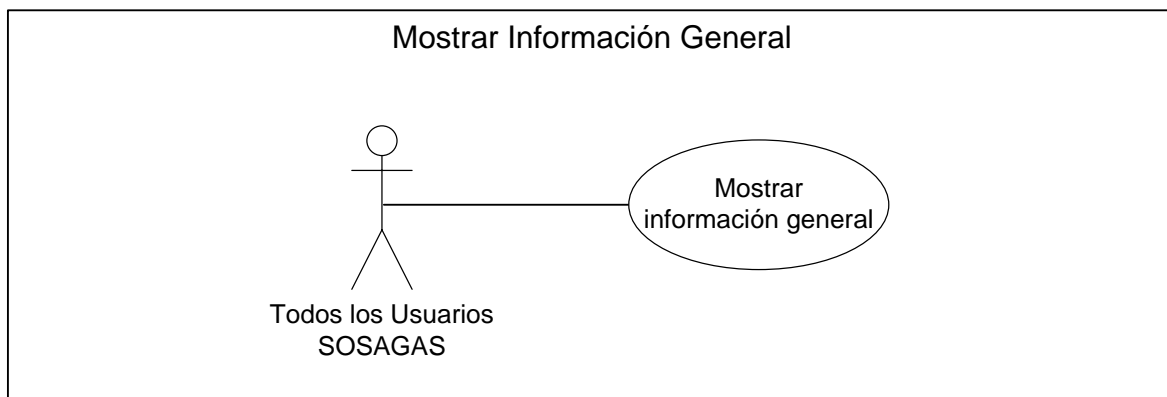 Mostrar Información General
Mostrar
información general
Todos los Usuarios
SOSAGAS